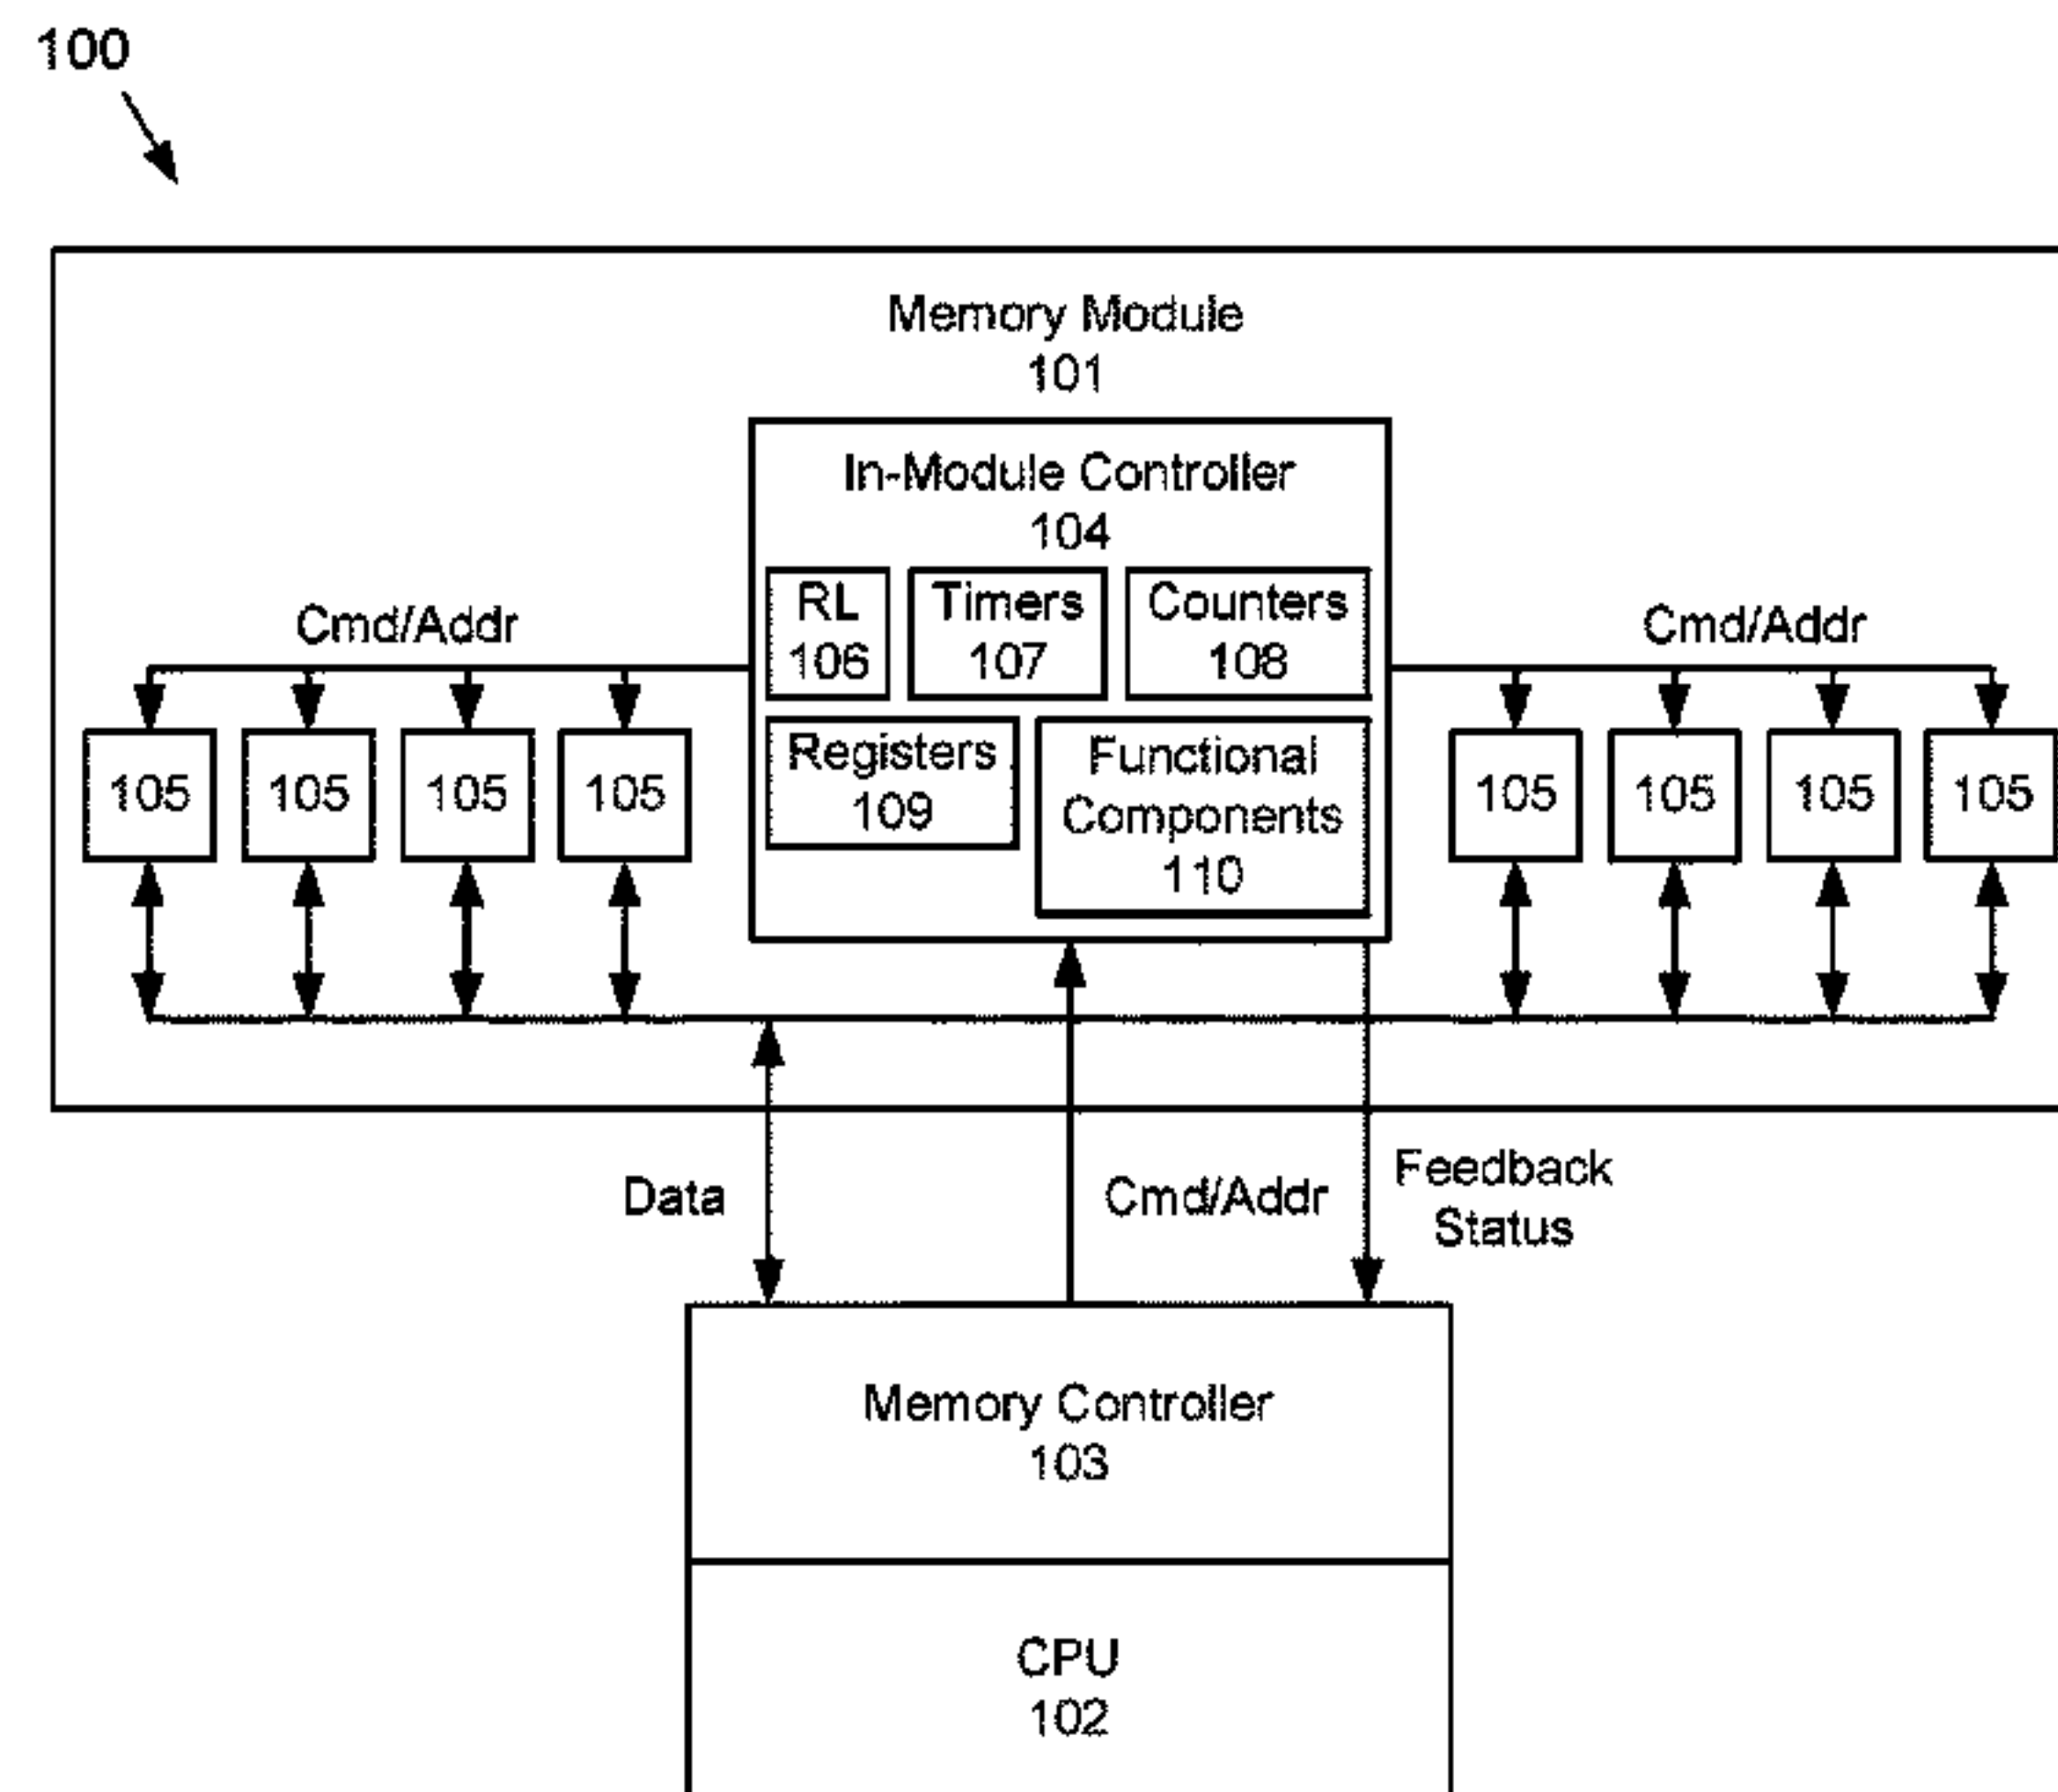 100
Memory Module
101
In-Module Controller
104
RL
106
Timers
107
Counters
108
Cmd/Addr
Cmd/Addr
Registers
109
Functional
Components
110
105
105
105
105
105
105
105
105
Data
Cmd/Addr
Feedback
Status
Memory Controller
103
CPU
102